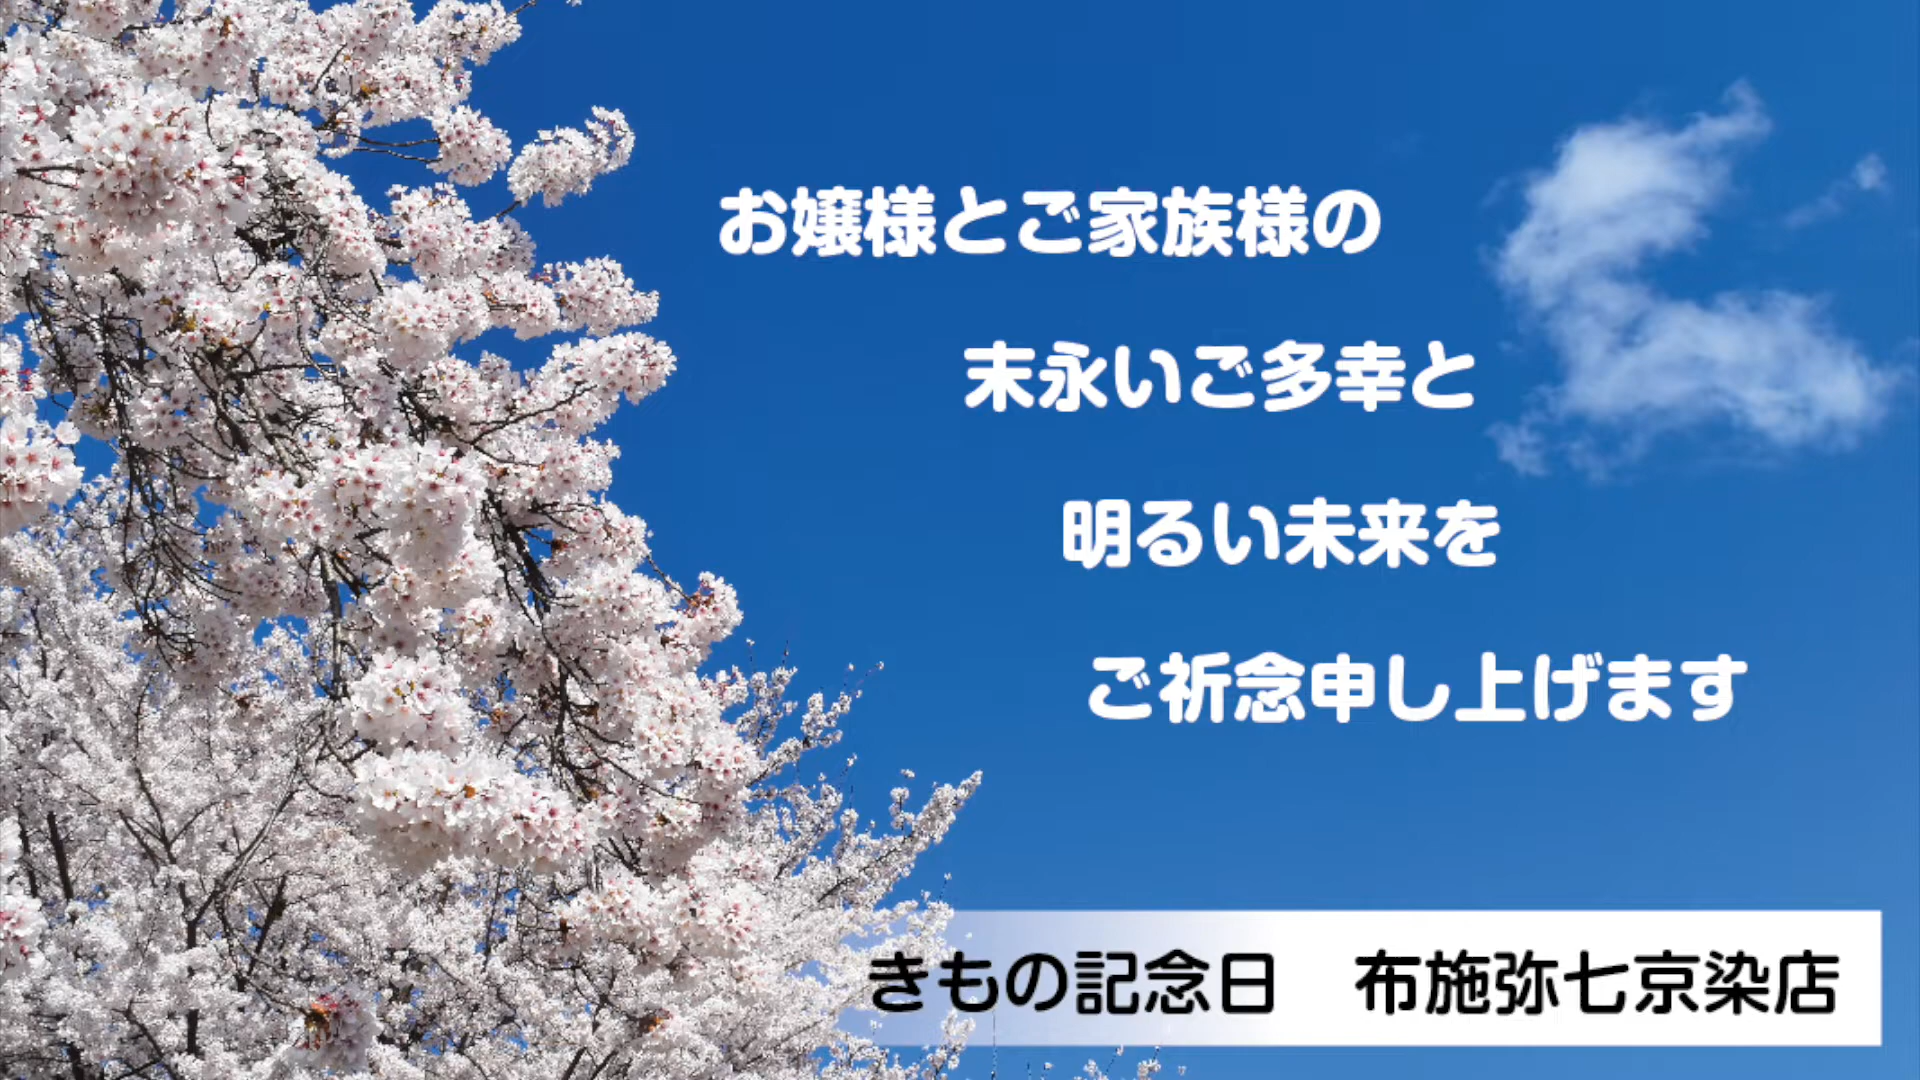 お嬢様とご家族様の
末永いご多幸と
明るい未来を
ご祈念申し上げます
きもの記念日　布施弥七京染店